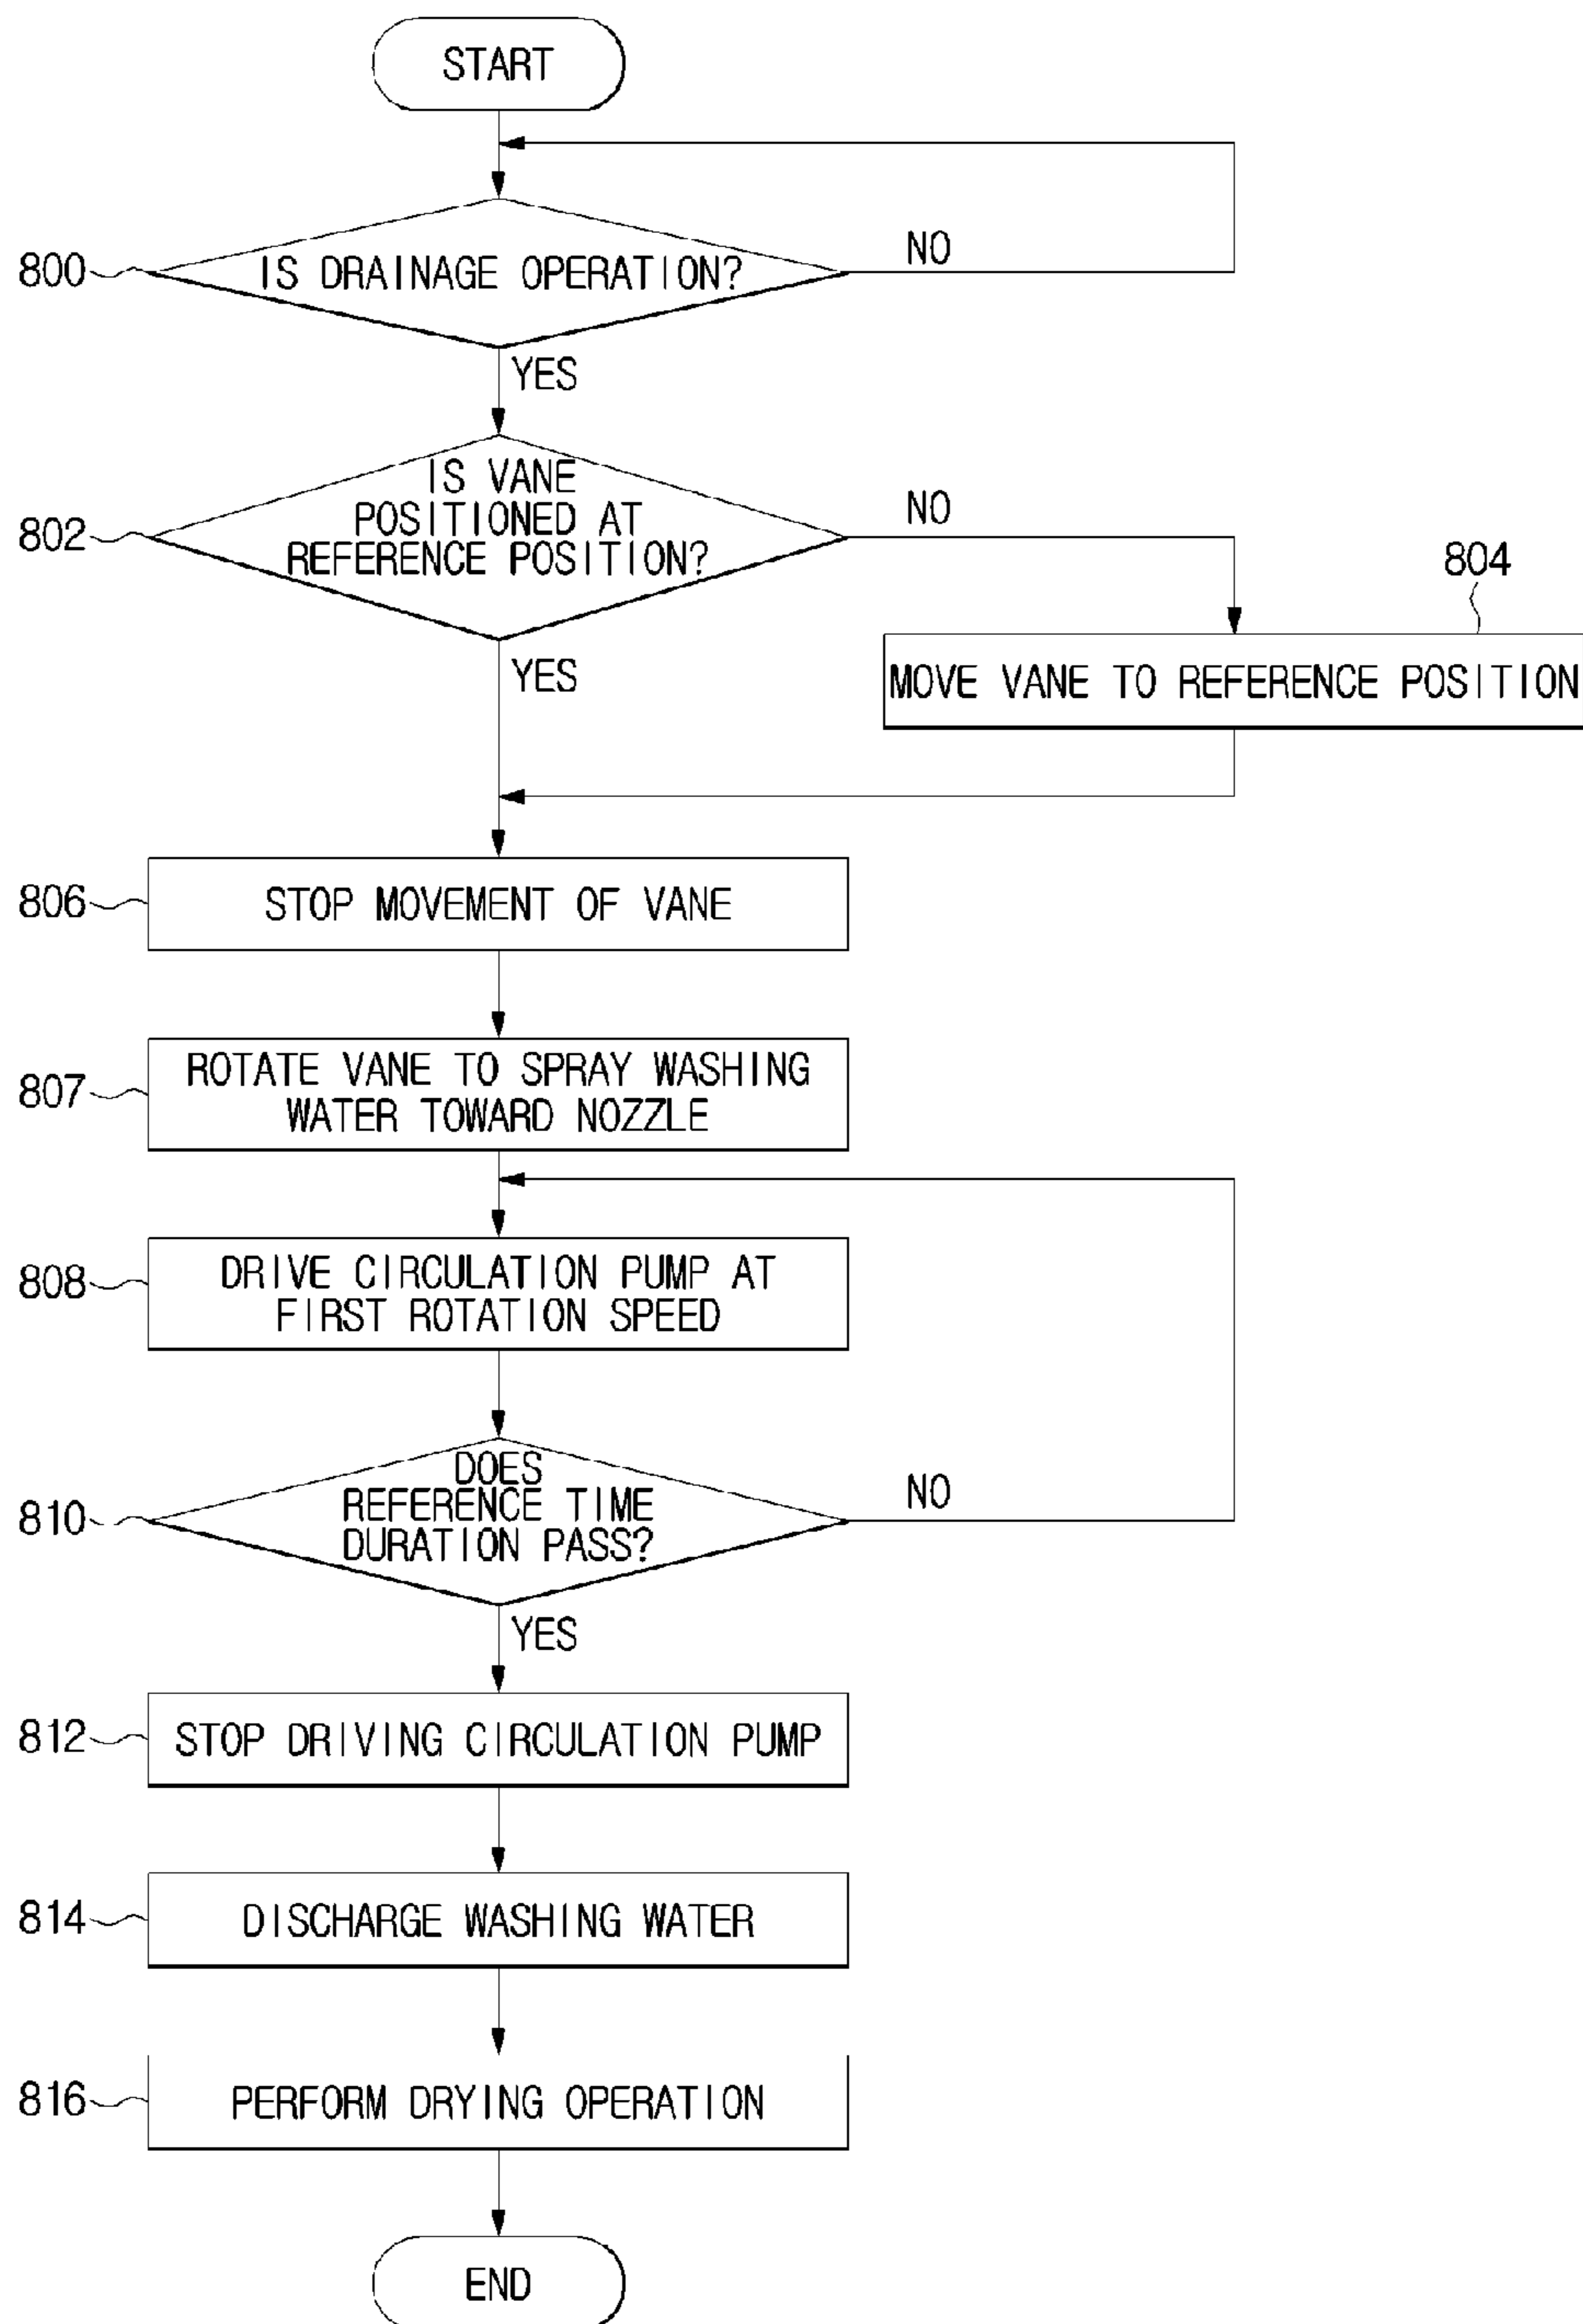 START
800
IS DRAINAGE OPERATION?
NO
YES
802
IS VANE
POSITIONED AT
REFERENCE POSITION?
NO
804
MOVE VANE TO REFERENCE POSITION
YES
806
STOP MOVEMENT OF VANE
807
ROTATE VANE TO SPRAY WASHING
WATER TOWARD NOZZLE
808
DRIVE CIRCULATION PUMP AT
FIRST ROTATION SPEED
810
DOES
REFERENCE TIME
DURATION PASS?
NO
YES
812
STOP DRIVING CIRCULATION PUMP
814
DISCHARGE WASHING WATER
816
PERFORM DRYING OPERATION
END